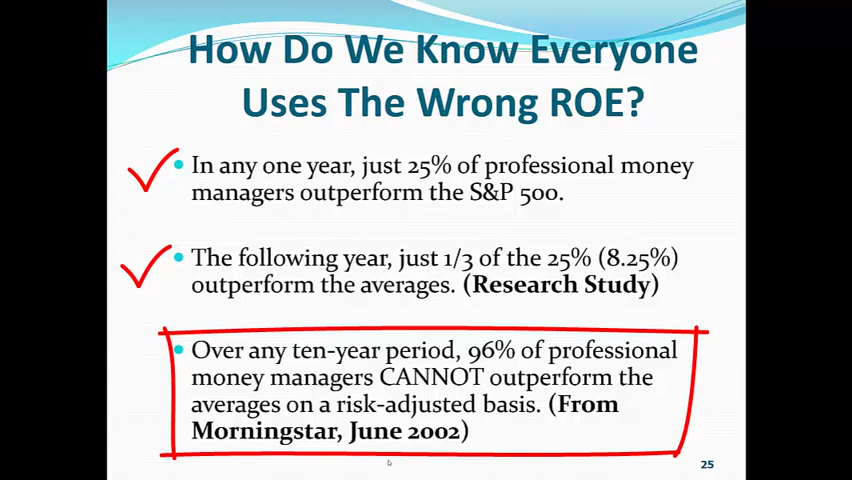 How Do We Know Everyone
Uses The Wrong ROE?
In any one year, just 25% of professional money
managers outperform the S&P 500.
The following year, just 1/3 of the 25% (8.25%)
outperform the averages. (Research Study)
Over any ten-year period, 96% of professional
money managers CANNOT outperform the
averages on a risk-adjusted basis. (From
Morningstar, June 2002)
25